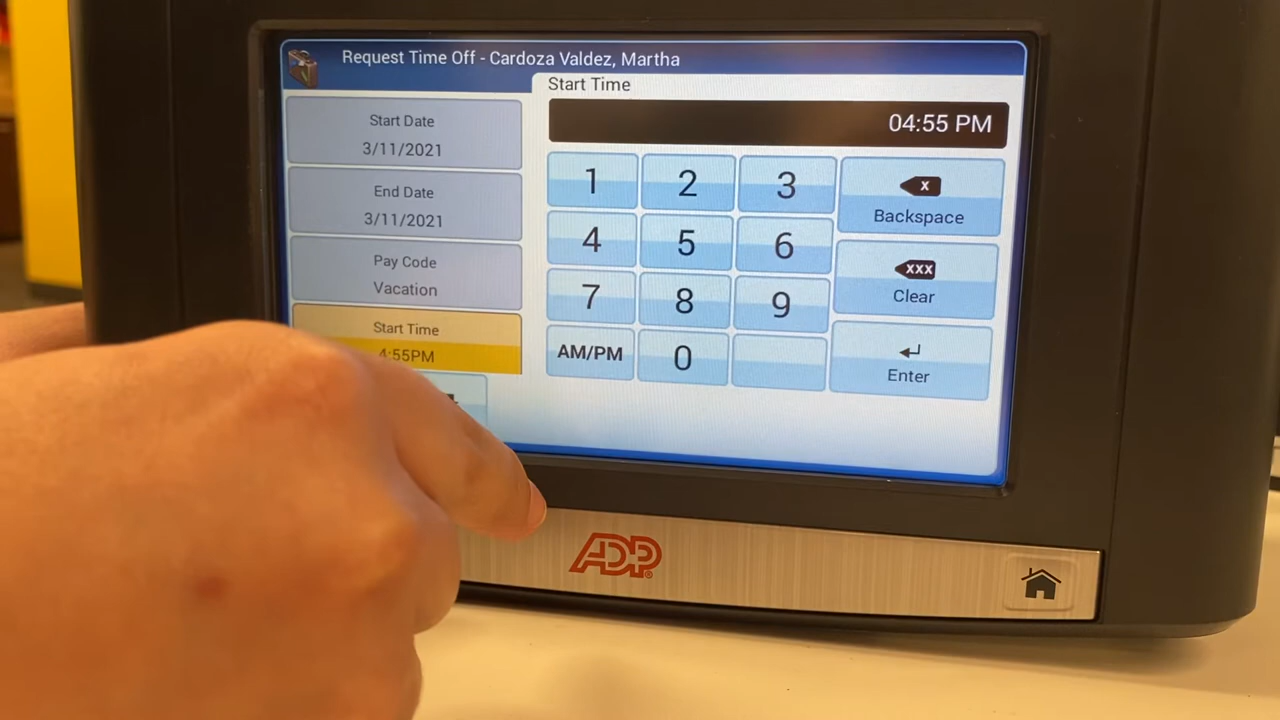 Request Time Off - Cardoza Valdez, Martha
Start Date
3/11/2021
End Date
3/11/2021
Pay Code
Vacation
Start Time
4:55PM
Start Time
04:55 PM
1 2 3
X
Backspace
4 5 6
XXX
Clear
7 8 9
AM/PM 0
Enter
ADP®